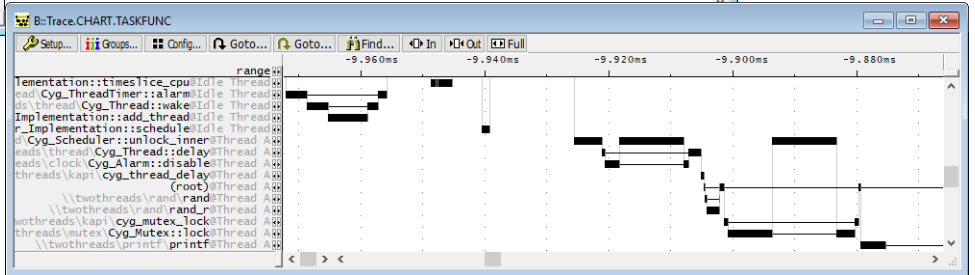 B::Trace.CHART.TASKFUNC
Setup... Groups... Config... Goto... Goto... Find... In Out Full
-9.960ms -9.940ms -9.920ms -9.900ms -9.880ms
range
lementation::timeslice_cpu@Idle Thread
ead\Cyg_ThreadTimer::alarm@Idle Thread
ds\thread\Cyg_Thread::wake@Idle Thread
Implementation::add_thread@Idle Thread
r_Implementation::schedule@Idle Thread
d\Cyg_Scheduler::unlock_inner@Thread A
eads\thread\Cyg_Thread::delay@Thread A
eads\clock\Cyg_Alarm::disable@Thread A
threads\kapi\cyg_thread_delay@Thread A
(root)@Thread A
\\twothreads\rand\rand@Thread A
\\twothreads\rand\rand_r@Thread A
wothreads\kapi\cyg_mutex_lock@Thread A
threads\mutex\Cyg_Mutex::lock@Thread A
\\twothreads\printf\printf@Thread A